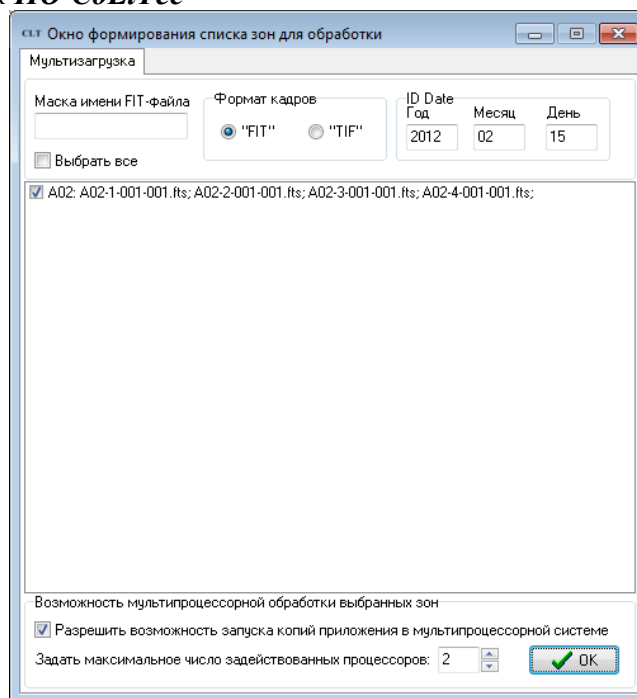 ПО CoLiTec
CLT Окно формирования списка зон для обработки
Мультизагрузка
Маска имени FIT-файла
Формат кадров
"FIT" "TIF"
ID Date
Год Месяц День
2012 02 15
Выбрать все
A02: A02-1-001-001.fts; A02-2-001-001.fts; A02-3-001-001.fts; A02-4-001-001.fts;
Возможность мультипроцессорной обработки выбранных зон
Разрешить возможность запуска копий приложения в мультипроцессорной системе
Задать максимальное число задействованных процессоров: 2
OK